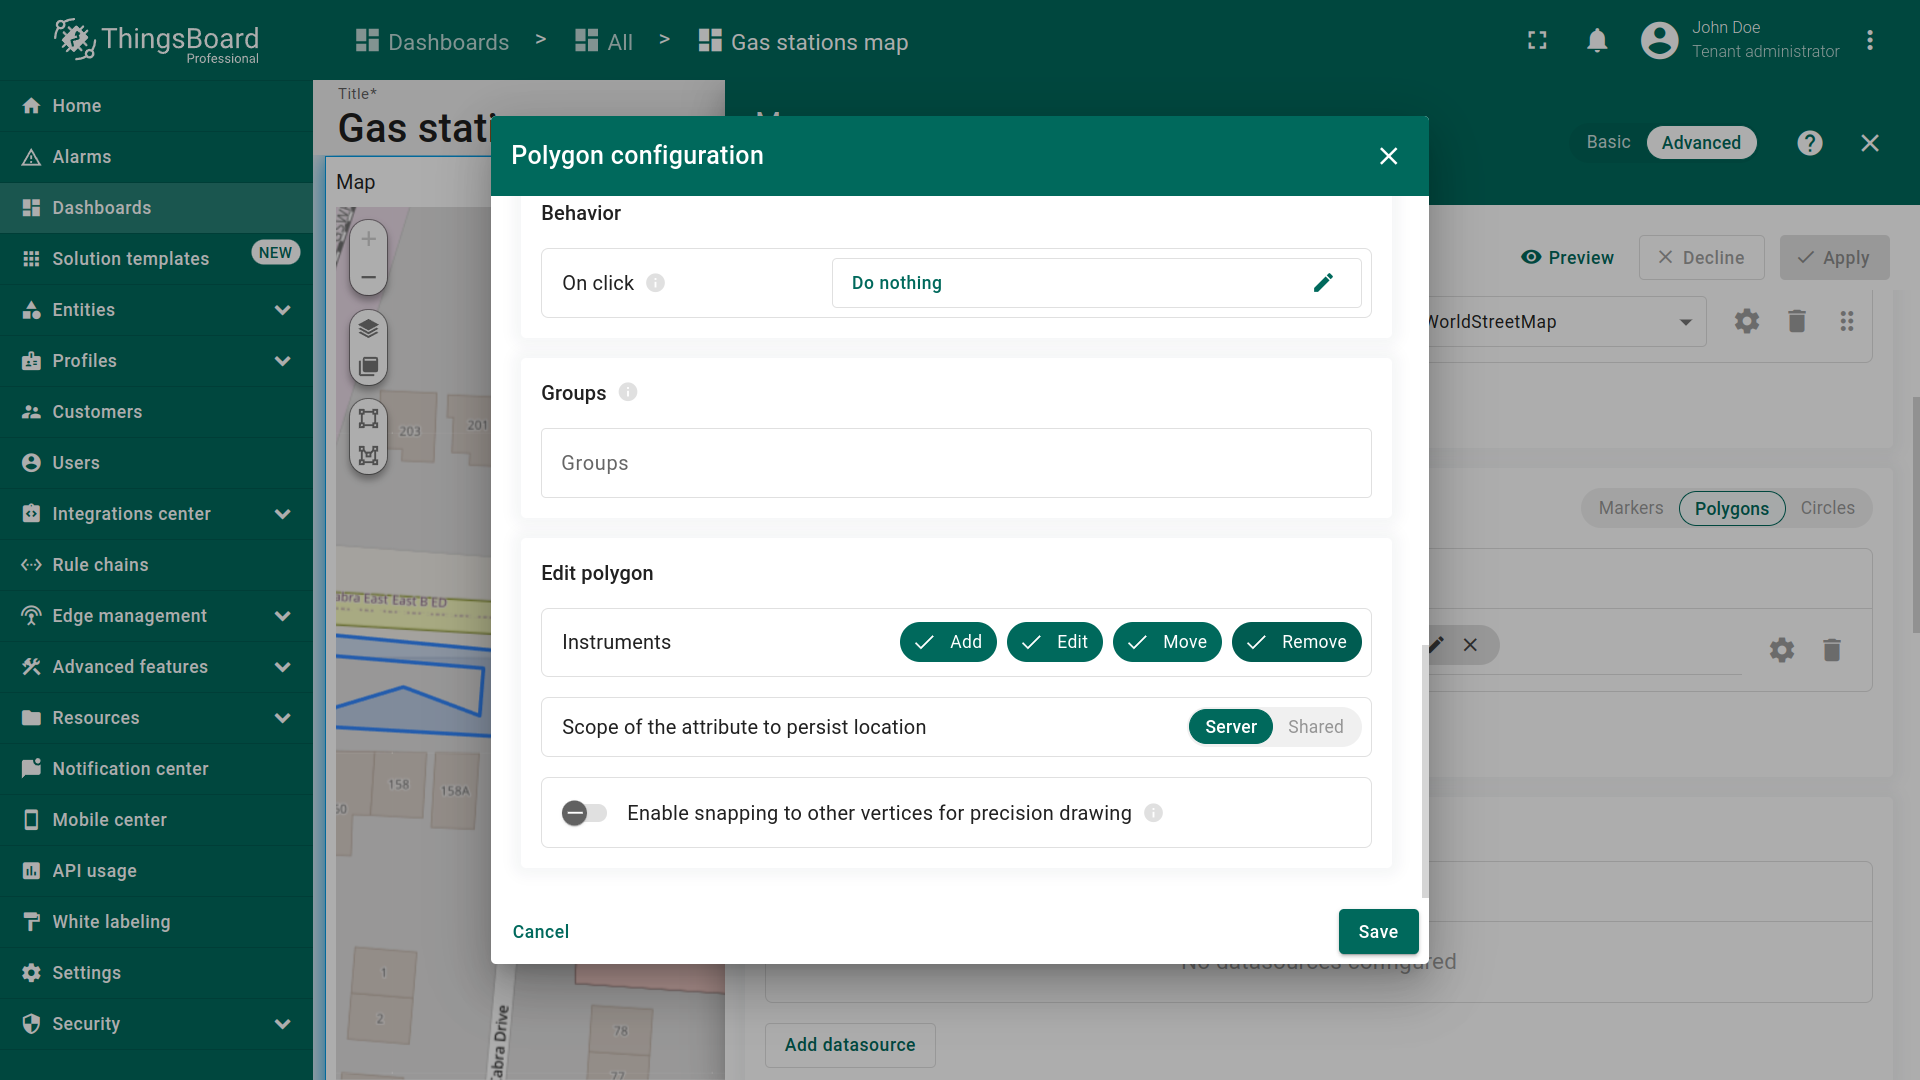 ThingsBoard
Professional
Dashboards > All > Gas stations map
John Doe
Tenant administrator
Home
Alarms
Dashboards
Solution templates NEW
Entities
Profiles
Customers
Users
Integrations center
Rule chains
Edge management
Advanced features
Resources
Notification center
Mobile center
API usage
White labeling
Settings
Security
Title*
Gas stati
Map
203
201
abra East East B ED
158
158A
1
2
78
77
abra Drive
Basic Advanced
Preview
Decline
Apply
WorldStreetMap
Markers Polygons Circles
No datasources configured
Add datasource
Polygon configuration
Behavior
On click
Do nothing
Groups
Groups
Edit polygon
Instruments
Add
Edit
Move
Remove
Scope of the attribute to persist location
Server Shared
Enable snapping to other vertices for precision drawing
Cancel
Save